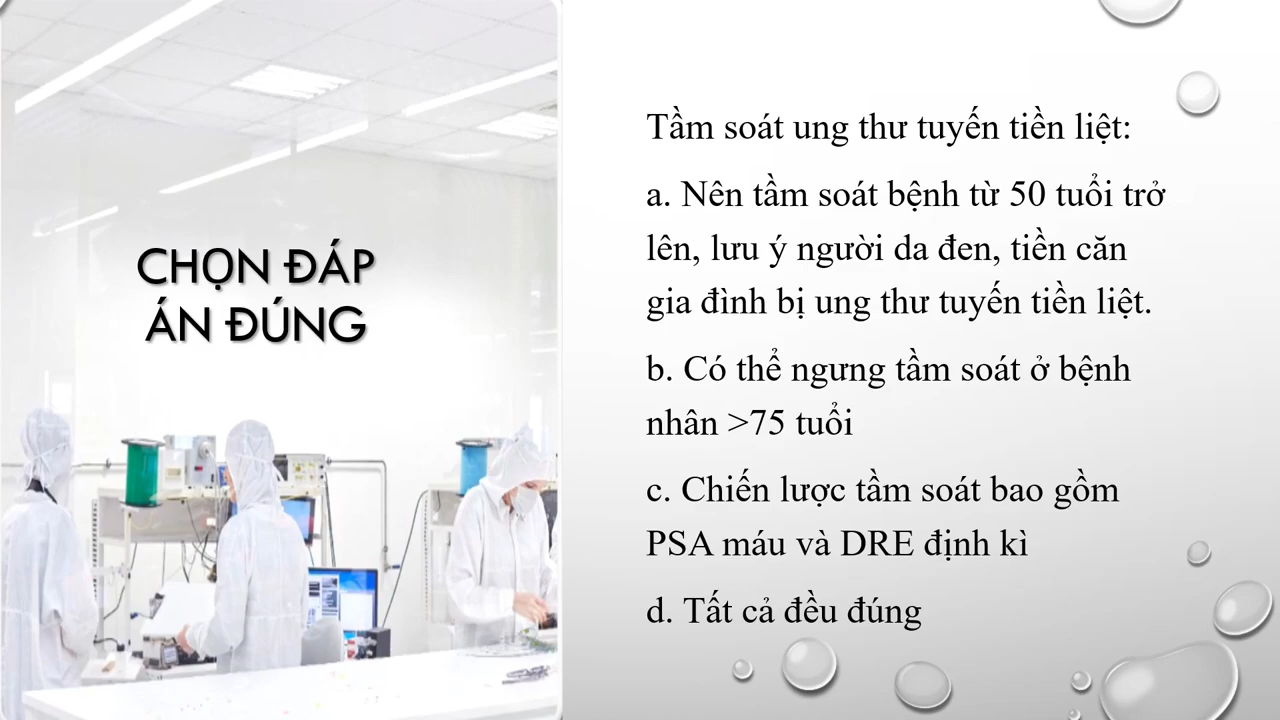 CHỌN ĐÁP
ÁN ĐÚNG
Tầm soát ung thư tuyến tiền liệt:
a. Nên tầm soát bệnh từ 50 tuổi trở
lên, lưu ý người da đen, tiền căn
gia đình bị ung thư tuyến tiền liệt.
b. Có thể ngưng tầm soát ở bệnh
nhân >75 tuổi
c. Chiến lược tầm soát bao gồm
PSA máu và DRE định kì
d. Tất cả đều đúng